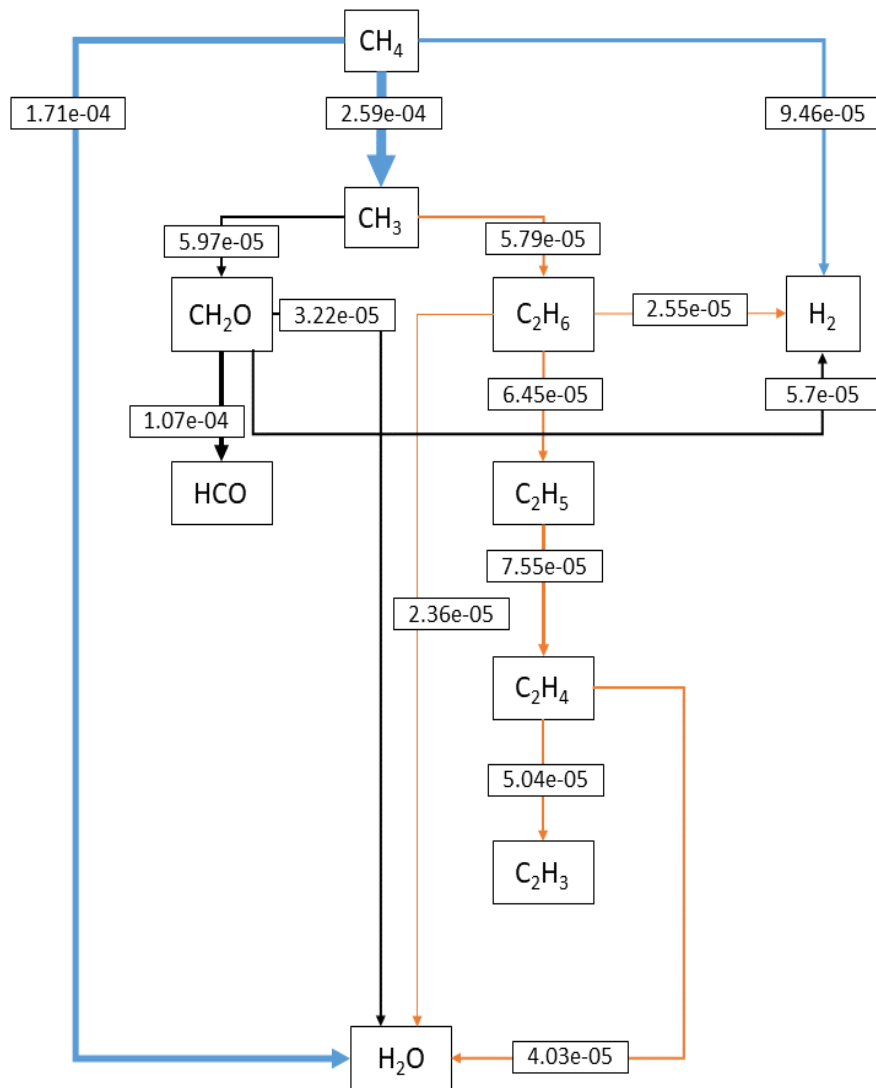 CH₄
1.71e-04
2.59e-04
9.46e-05
CH₃
5.97e-05
5.79e-05
CH₂O
3.22e-05
C₂H₆
2.55e-05
H₂
1.07e-04
6.45e-05
5.7e-05
HCO
C₂H₅
7.55e-05
2.36e-05
C₂H₄
5.04e-05
C₂H₃
H₂O
4.03e-05